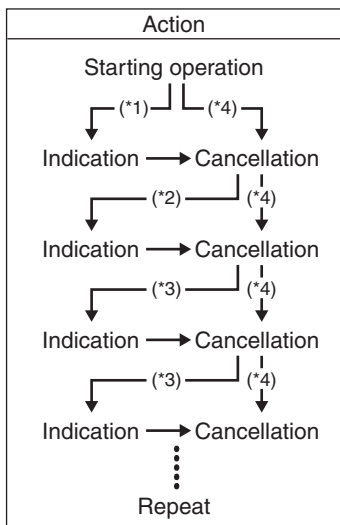 Action
Starting operation
(*1) (*4)
Indication Cancellation
(*2) (*4)
Indication Cancellation
(*3) (*4)
Indication Cancellation
(*3) (*4)
Indication Cancellation
Repeat